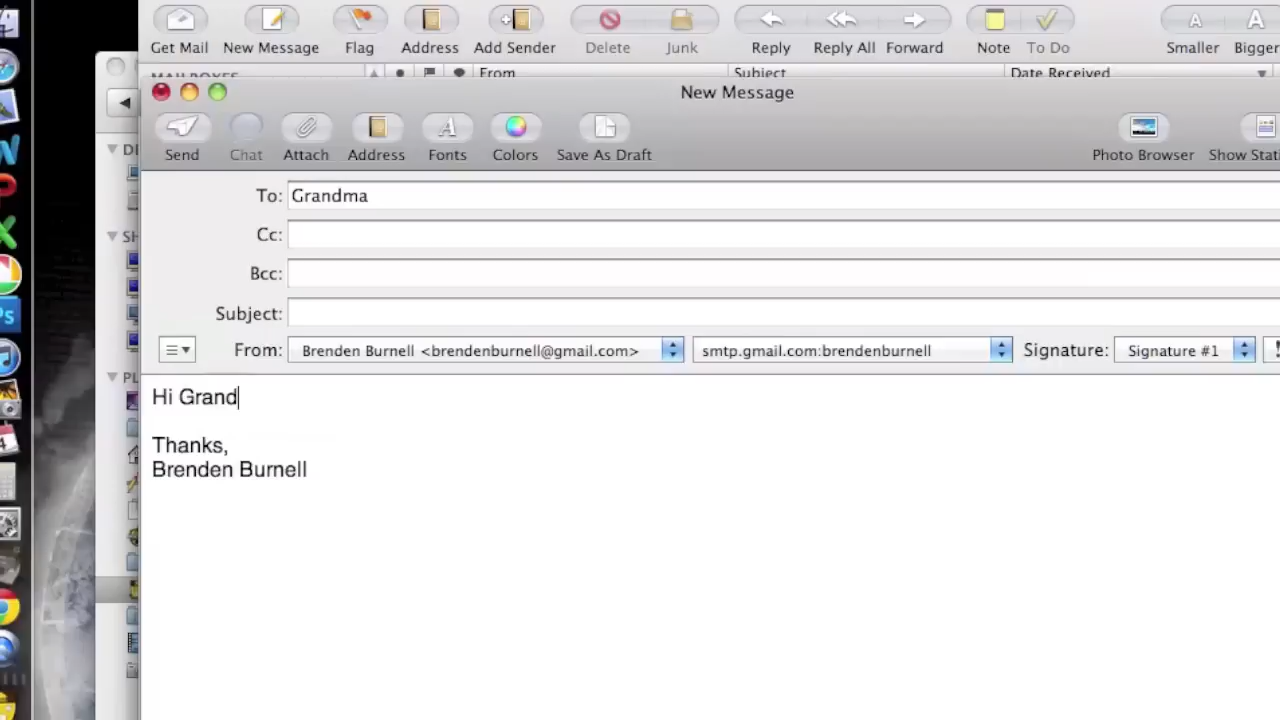 Get Mail New Message Flag Address Add Sender Delete Junk Reply Reply All Forward Note To Do Smaller Bigger
MAILBOXES From Subject Date Received
New Message
Send Chat Attach Address Fonts Colors Save As Draft Photo Browser Show Stati
To: Grandma
Cc:
Bcc:
Subject:
From: Brenden Burnell <brendenburnell@gmail.com> smtp.gmail.com:brendenburnell Signature: Signature #1
Hi Grand
Thanks,
Brenden Burnell